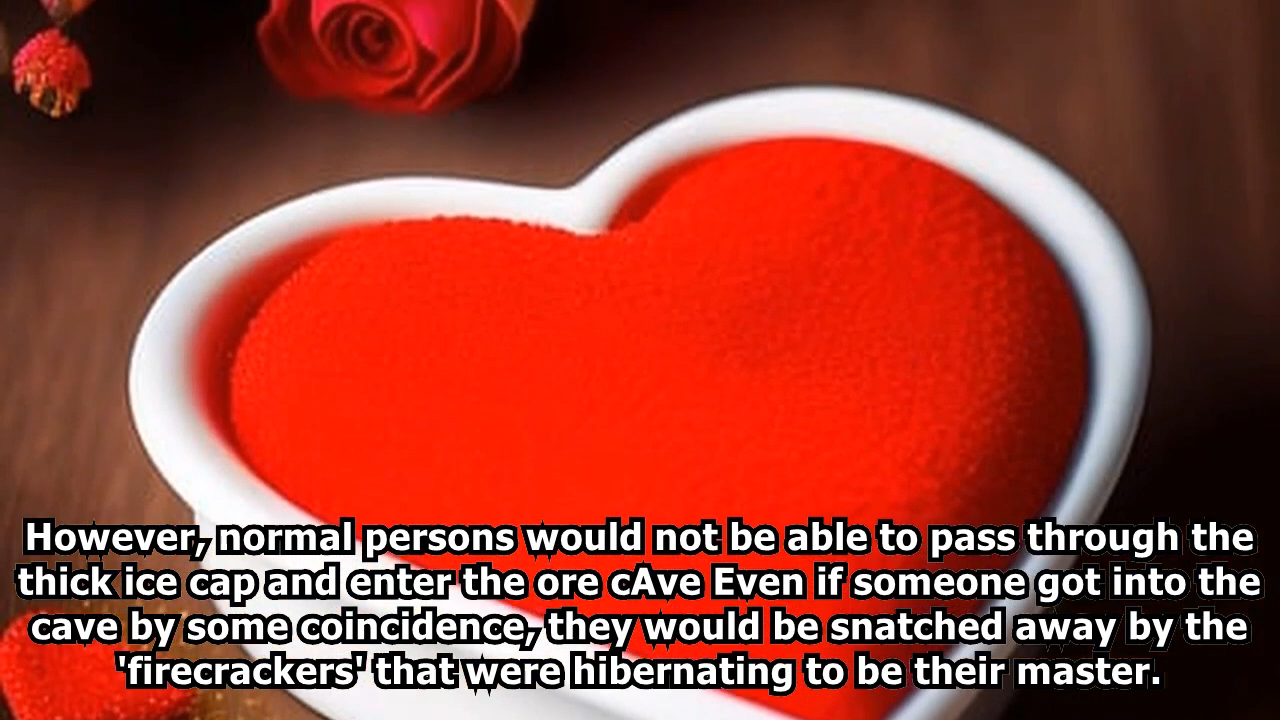 However, normal persons would not be able to pass through the
thick ice cap and enter the ore cAve Even if someone got into the
cave by some coincidence, they would be snatched away by the
'firecrackers' that were hibernating to be their master.